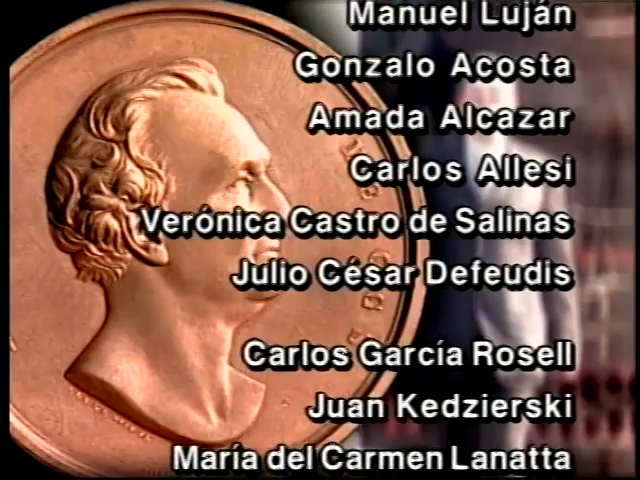 Manuel Luján
Gonzalo Acosta
Amada Alcazar
Carlos Allesi
Verónica Castro de Salinas
Julio César Defeudis
Carlos García Rosell
Juan Kedzierski
María del Carmen Lanatta